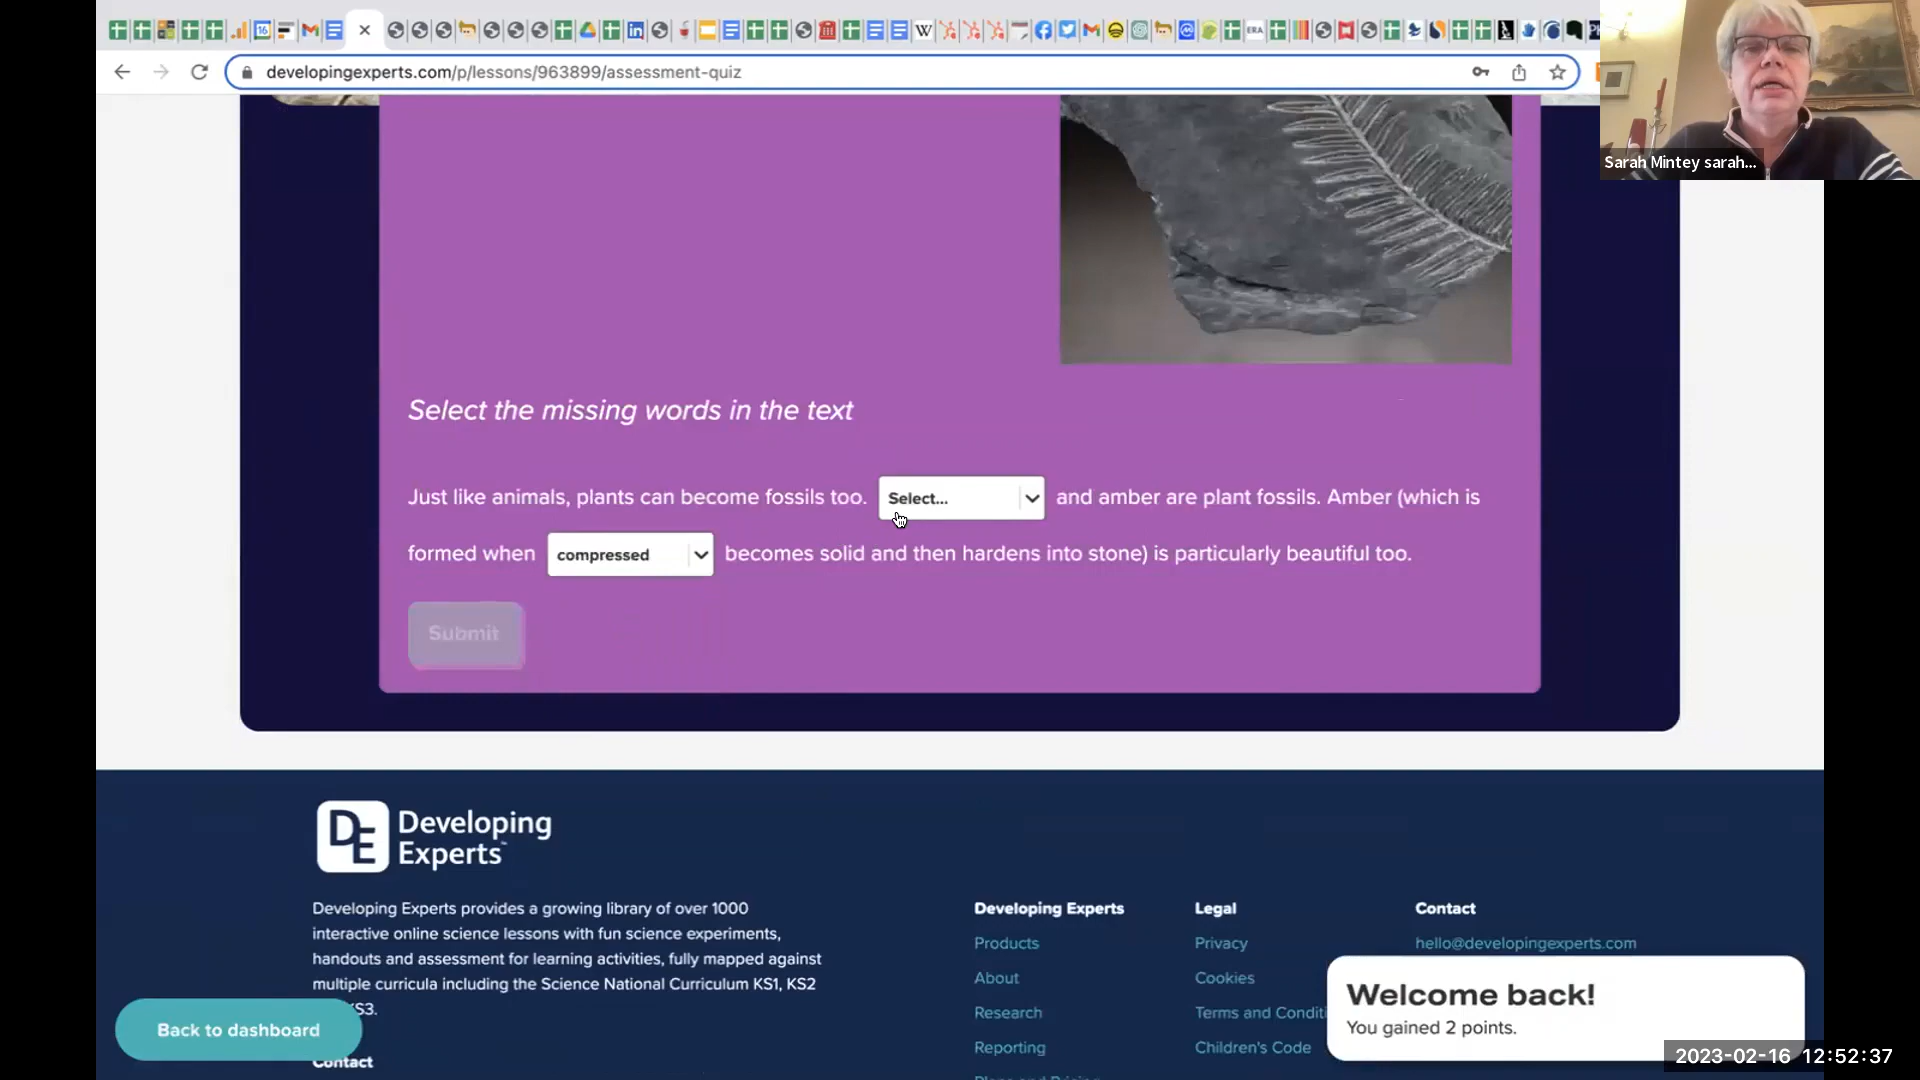 developingexperts.com/p/lessons/963899/assessment-quiz
Sarah Mintey sarah...
Select the missing words in the text
Just like animals, plants can become fossils too. Select... and amber are plant fossils. Amber (which is
formed when compressed becomes solid and then hardens into stone) is particularly beautiful too.
Submit
DE Developing
Experts
Developing Experts provides a growing library of over 1000
interactive online science lessons with fun science experiments,
handouts and assessment for learning activities, fully mapped against
multiple curricula including the Science National Curriculum KS1, KS2
KS3.
Contact
Back to dashboard
Developing Experts
Products
About
Research
Reporting
Legal
Privacy
Cookies
Terms and Conditi
Children's Code
Contact
hello@developingexperts.com
Welcome back!
You gained 2 points.
2023-02-16 12:52:37